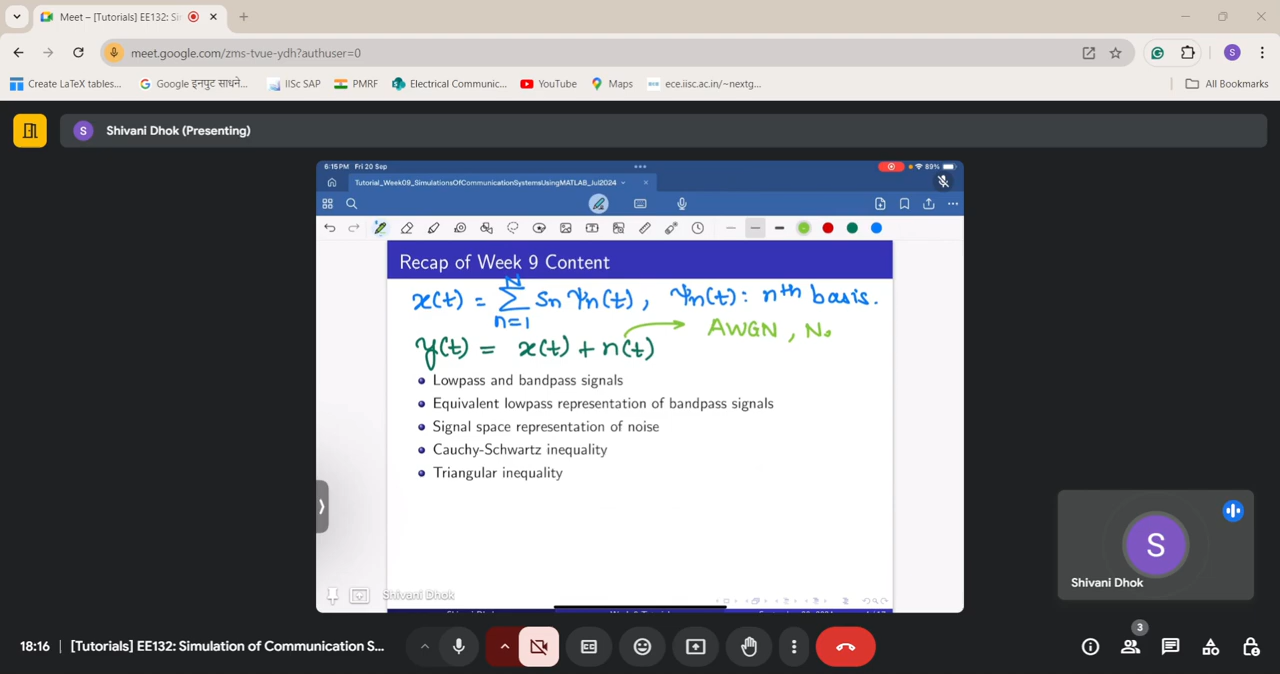 Meet – [Tutorials] EE132: Si
meet.google.com/zms-tvue-ydh?authuser=0
Create LaTeX tables... Google इनपुट साधने... IISc SAP PMRF Electrical Communic... YouTube Maps ece.iisc.ac.in/~nextg... All Bookmarks
S Shivani Dhok (Presenting)
6:15 PM Fri 20 Sep 89%
Tutorial_Week09_SimulationsOfCommunicationSystemsUsingMATLAB_Jul2024
Recap of Week 9 Content
x(t) = ∑_{n=1}^{N} Sn Ψn(t), Ψn(t): nth basis.
y(t) = x(t) + n(t) → AWGN, No
• Lowpass and bandpass signals
• Equivalent lowpass representation of bandpass signals
• Signal space representation of noise
• Cauchy-Schwartz inequality
• Triangular inequality
Shivani Dhok
S
Shivani Dhok
3
18:16 | [Tutorials] EE132: Simulation of Communication S...